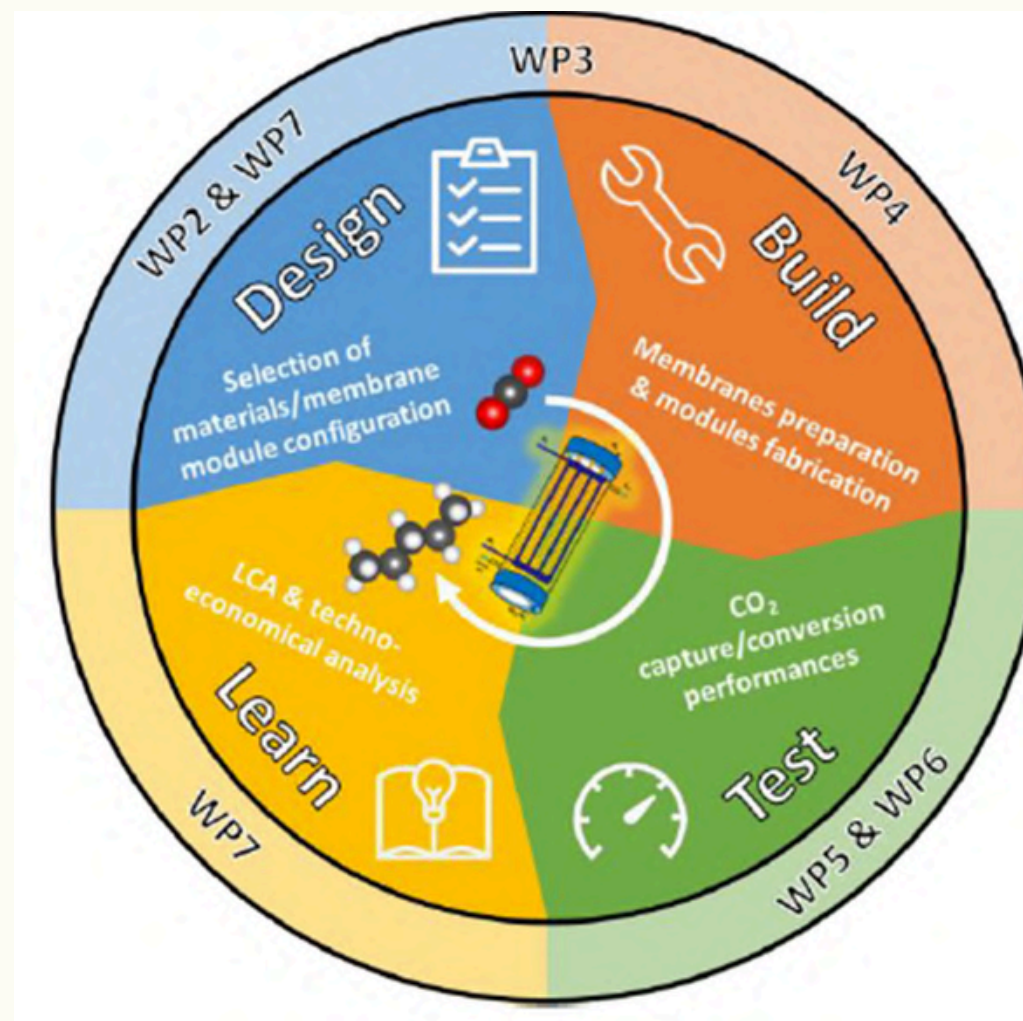 WP3
WP2 & WP7
Design
Selection of
materials/membrane
module configuration
WP4
Build
Membranes preparation
& modules fabrication
CO₂
capture/conversion
performances
Test
WP5 & WP6
LCA & techno-
economical analysis
Learn
WP7